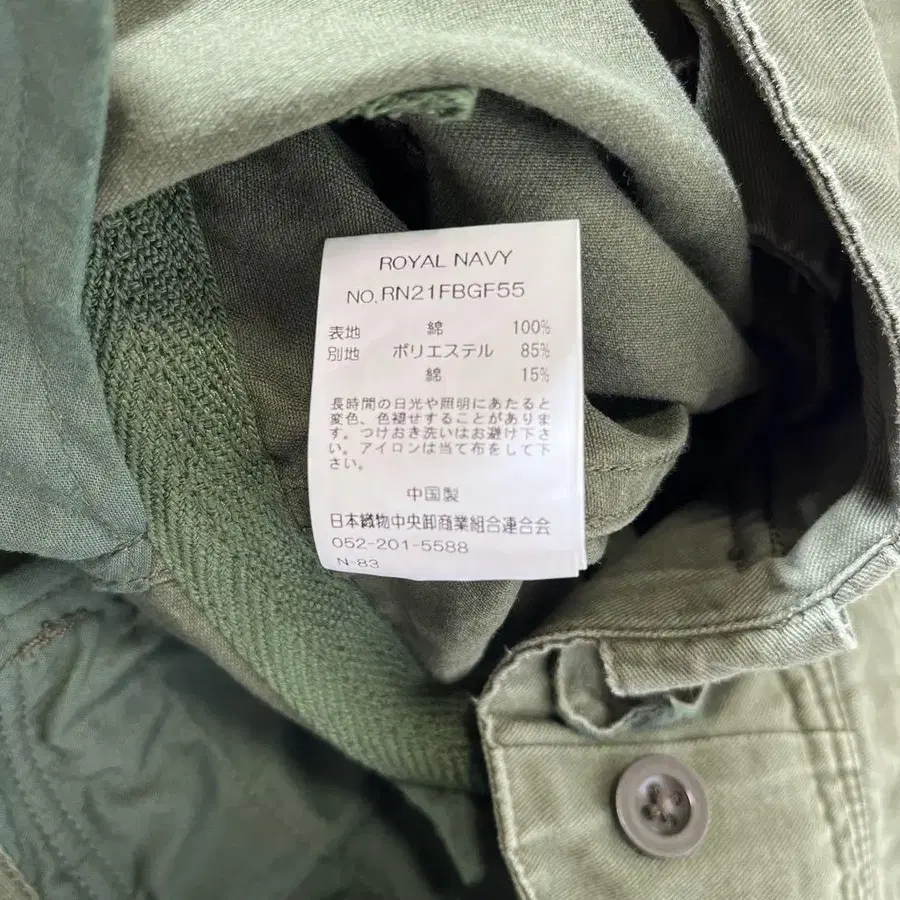 ROYAL NAVY
NO.RN21FBGF55
表地 綿 100%
別地 ポリエステル 85%
綿 15%
長時間の日光や照明にあたると
変色、色褪せすることがありま
す。つけおき洗いはお避け下さ
い。アイロンは当て布をして下
さい。
中国製
日本織物中央卸商業組合連合会
052-201-5588
N-83